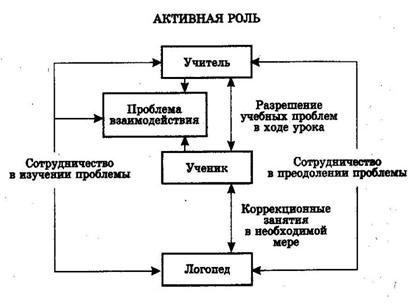 АКТИВНАЯ РОЛЬ
Учитель
Проблема
взаимодействия
Разрешение
учебных проблем
в ходе урока
Сотрудничество
в изучении проблемы
Ученик
Сотрудничество
в преодолении проблемы
Коррекционные
занятия
в необходимой
мере
Логопед